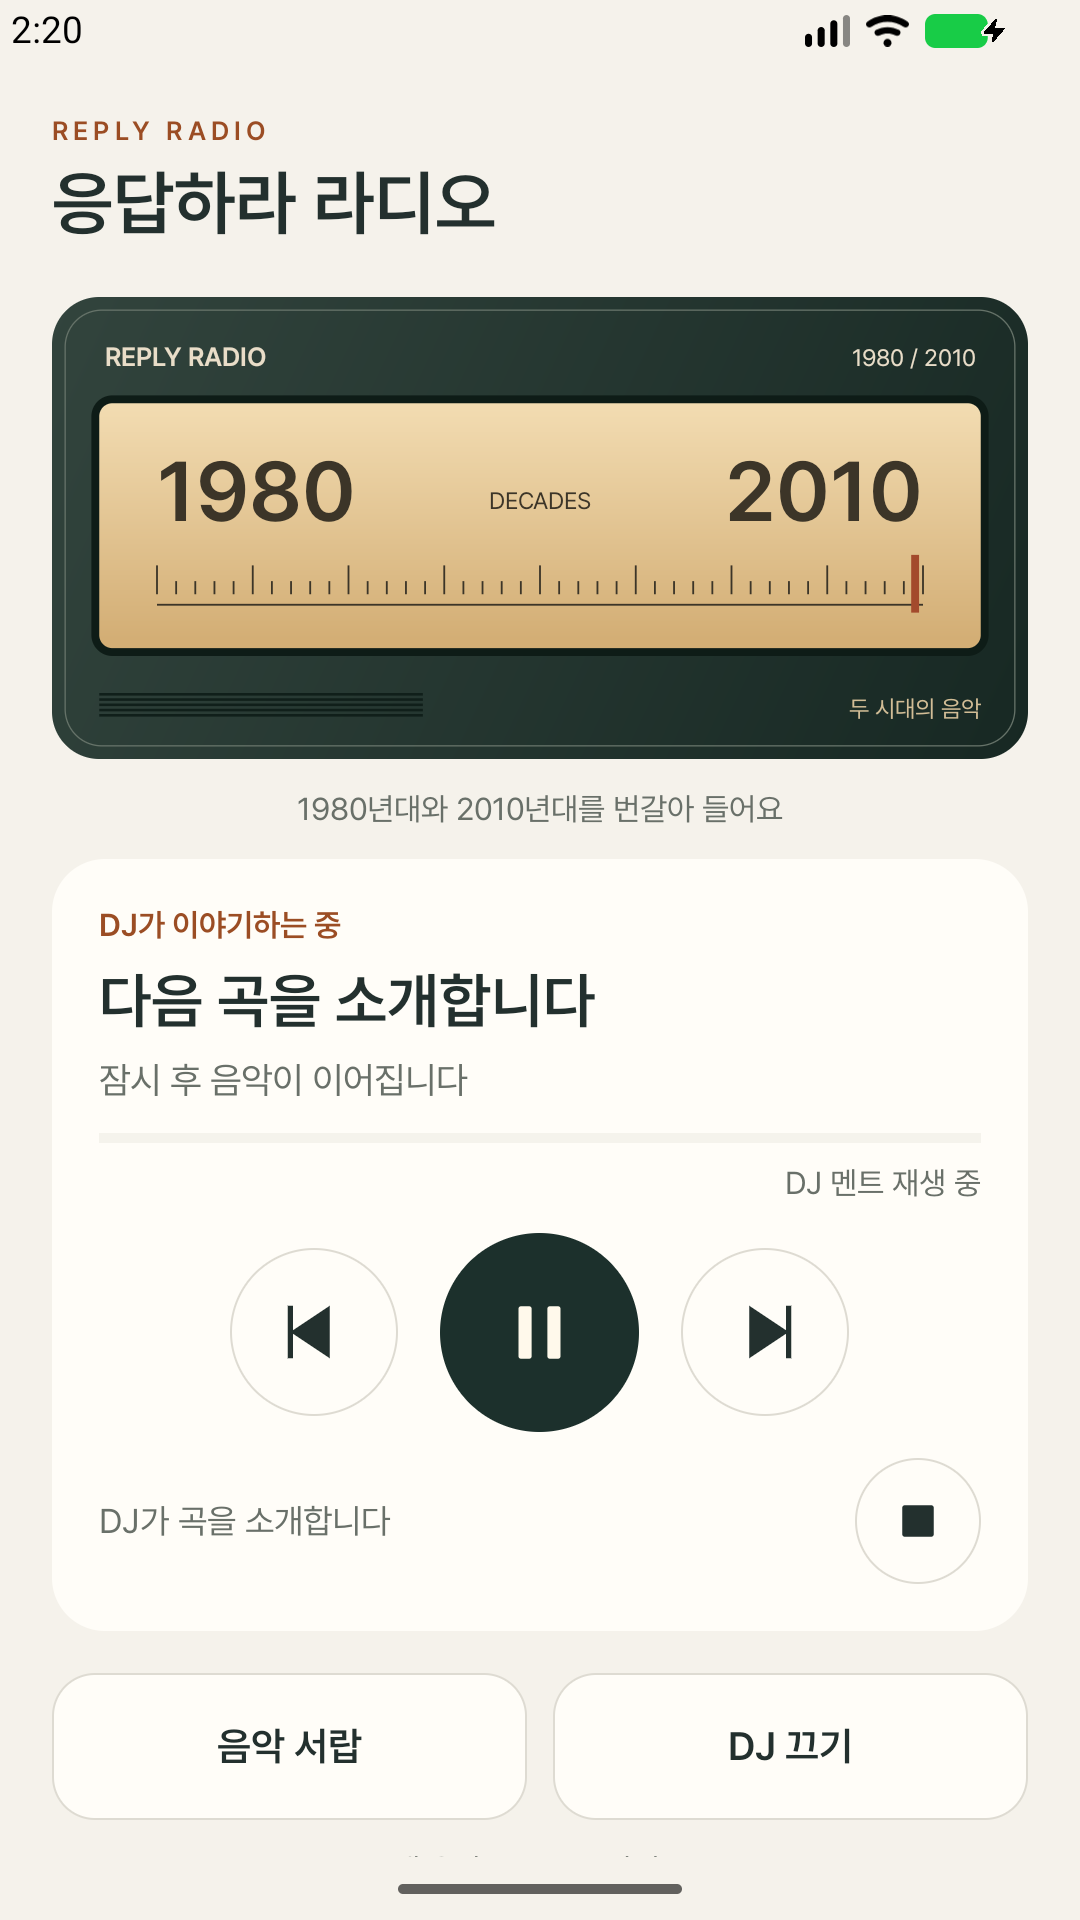 2:20
REPLY RADIO
응답하라 라디오
REPLY RADIO
1980 / 2010
1980
DECADES
2010
두 시대의 음악
1980년대와 2010년대를 번갈아 들어요
DJ가 이야기하는 중
다음 곡을 소개합니다
잠시 후 음악이 이어집니다
DJ 멘트 재생 중
DJ가 곡을 소개합니다
음악 서랍
DJ 끄기